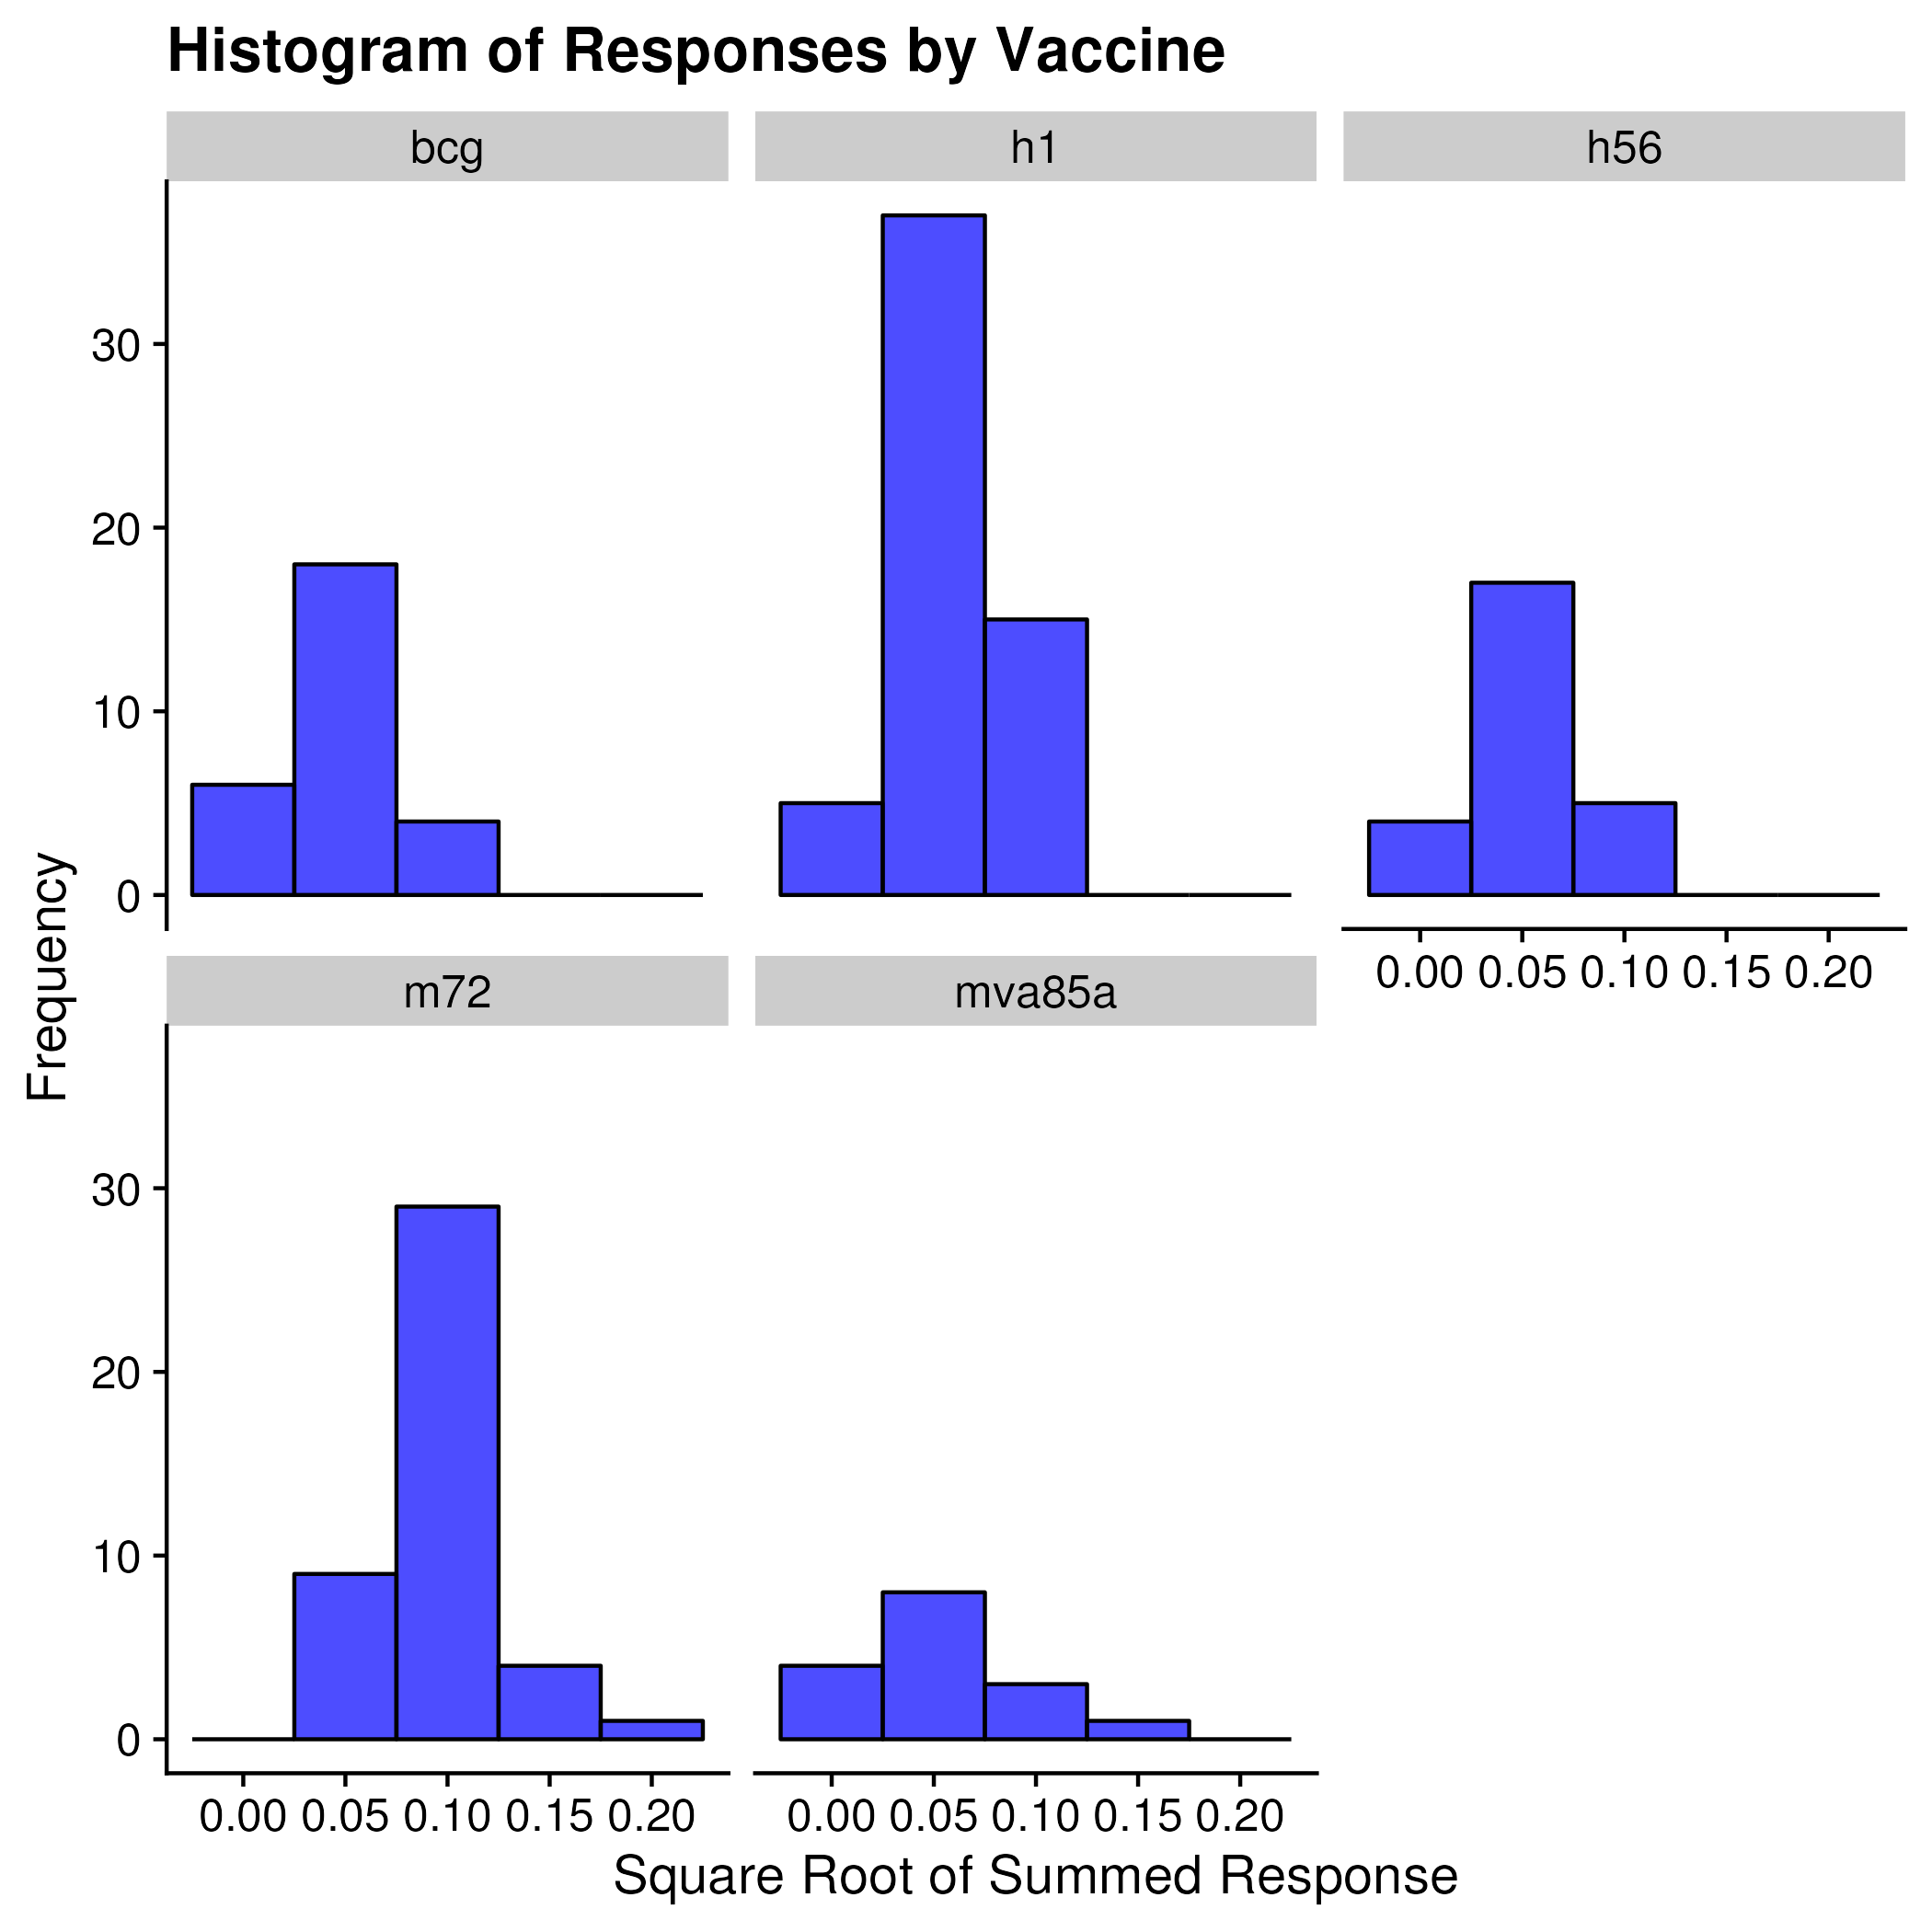 Histogram of Responses by Vaccine
bcg
h1
h56
30
20
10
0
0.00 0.05 0.10 0.15 0.20
Frequency
m72
mva85a
30
20
10
0
0.00 0.05 0.10 0.15 0.20
0.00 0.05 0.10 0.15 0.20
Square Root of Summed Response